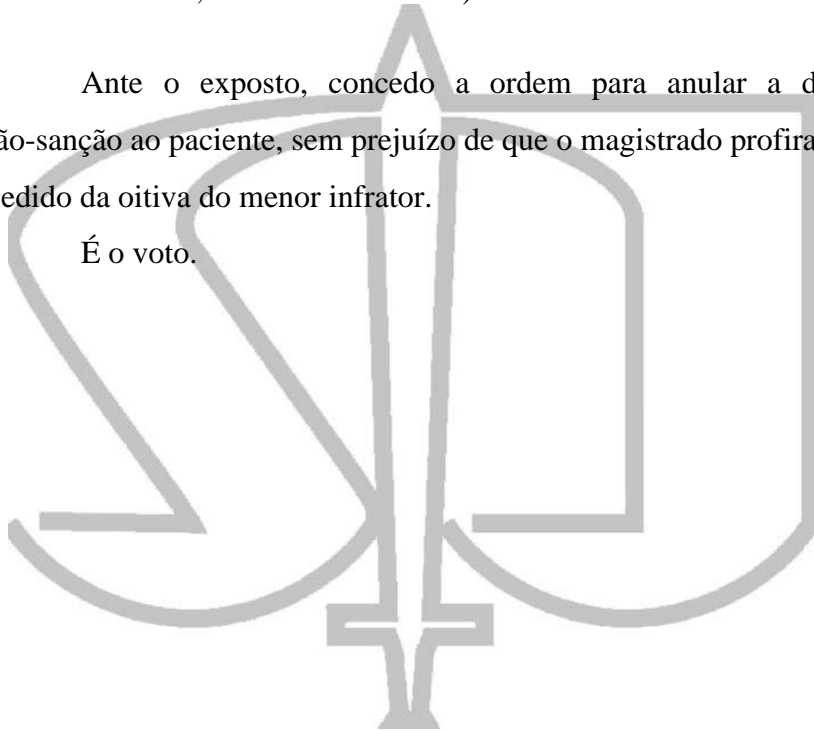 Ante o exposto, concedo a ordem para anular a d
ão-sanção ao paciente, sem prejuízo de que o magistrado profira
edido da oitiva do menor infrator.
É o voto.